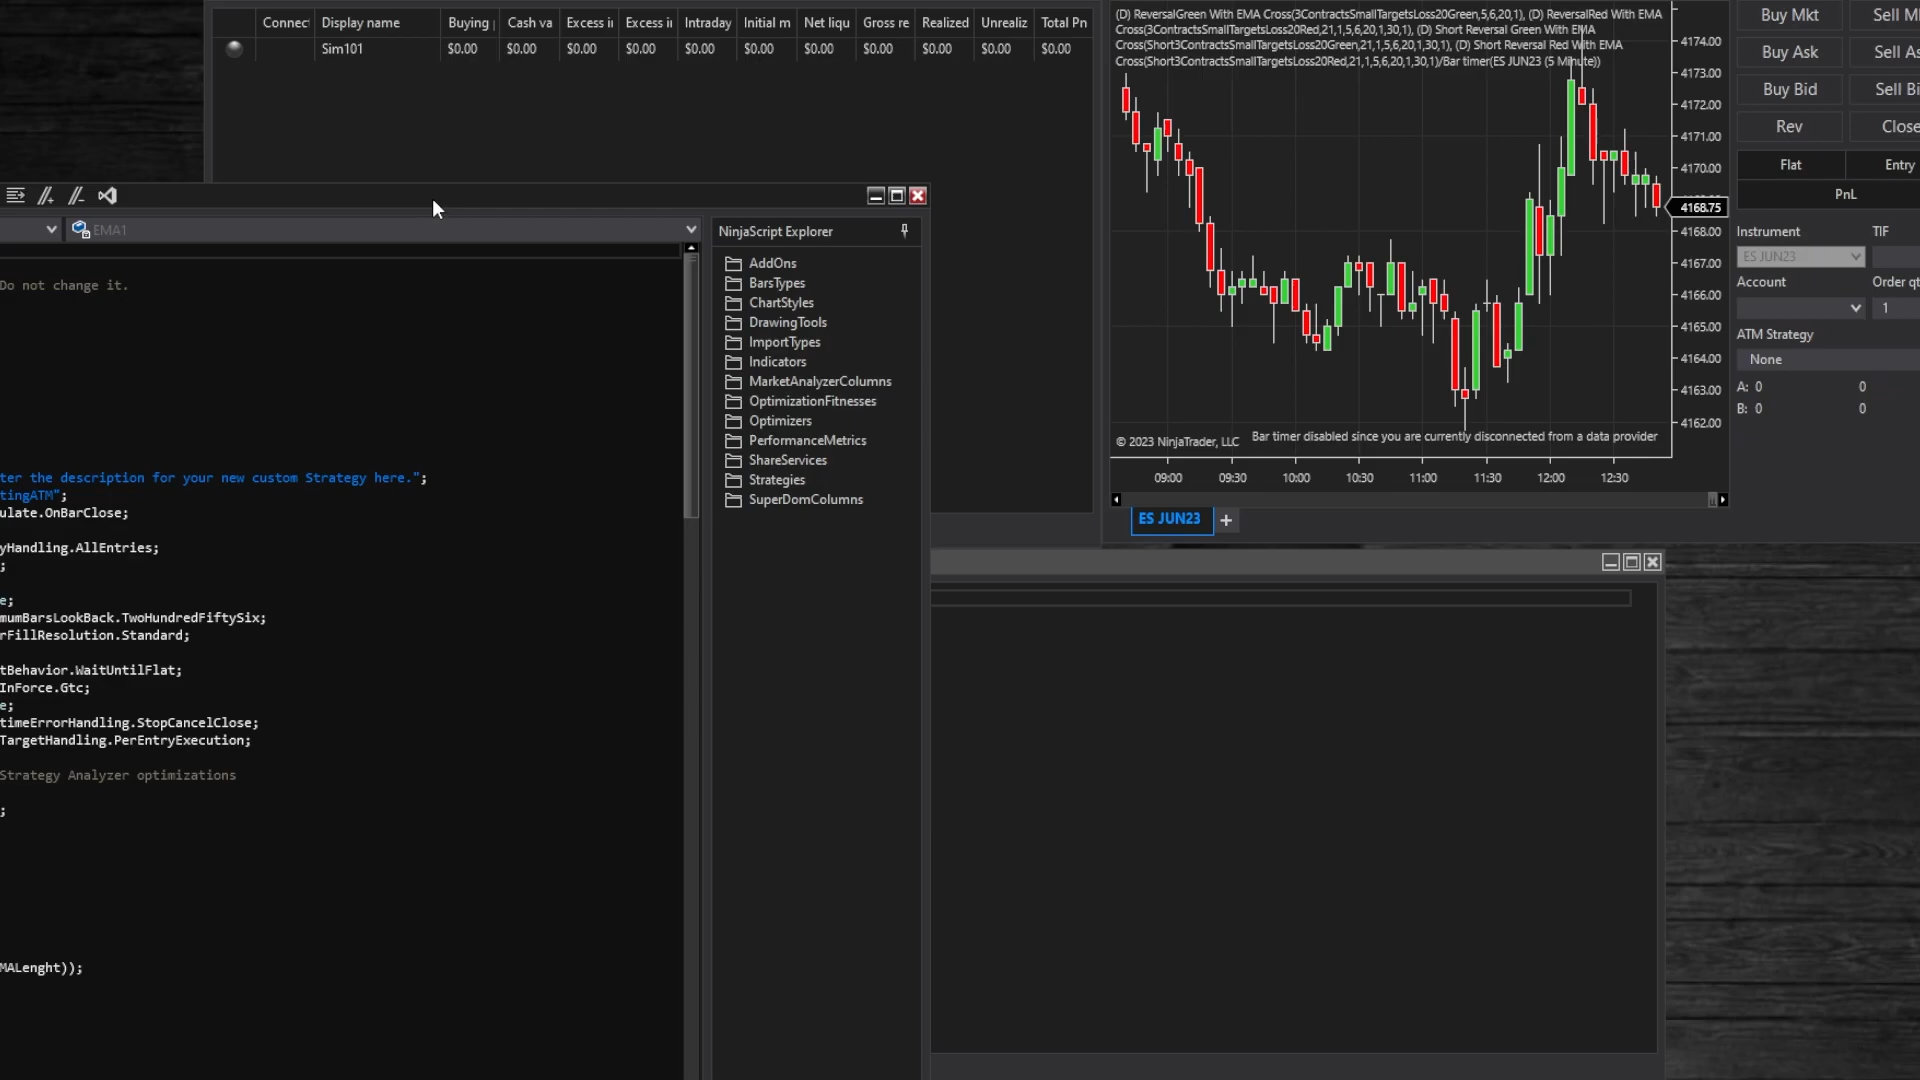 Connec Display name Buying Cash va Excess i Excess i Intraday Initial m Net liqu Gross re Realized Unrealiz Total Pn
Sim101 $0.00 $0.00 $0.00 $0.00 $0.00 $0.00 $0.00 $0.00 $0.00 $0.00 $0.00
(D) ReversalGreen With EMA Cross(3ContractsSmallTargetsLoss20Green,5,6,20,1), (D) ReversalRed With EMA
Cross(3ContractsSmallTargetsLoss20Red,21,1,5,6,20,1,30,1), (D) Short Reversal Green With EMA
Cross(Short3ContractsSmallTargetsLoss20Green,21,1,5,6,20,1,30,1), (D) Short Reversal Red With EMA
Cross(Short3ContractsSmallTargetsLoss20Red,21,1,5,6,20,1,30,1)/Bar timer(ES JUN23 (5 Minute))
4174.00
4173.00
4172.00
4171.00
4170.00
4168.75
4168.00
4167.00
4166.00
4165.00
4164.00
4163.00
4162.00
© 2023 NinjaTrader, LLC
Bar timer disabled since you are currently disconnected from a data provider
09:00 09:30 10:00 10:30 11:00 11:30 12:00 12:30
ES JUN23 +
Buy Mkt Sell M
Buy Ask Sell As
Buy Bid Sell Bi
Rev Close
Flat Entry
PnL
Instrument TIF
ES JUN23
Account Order qt
1
ATM Strategy
None
A: 0 0
B: 0 0
EMA1
NinjaScript Explorer
AddOns
BarsTypes
ChartStyles
DrawingTools
ImportTypes
Indicators
MarketAnalyzerColumns
OptimizationFitnesses
Optimizers
PerformanceMetrics
ShareServices
Strategies
SuperDomColumns
Do not change it.
ter the description for your new custom Strategy here.";
tingATM";
ulate.OnBarClose;
yHandling.AllEntries;
;
e;
mumBarsLookBack.TwoHundredFiftySix;
rFillResolution.Standard;
tBehavior.WaitUntilFlat;
InForce.Gtc;
e;
timeErrorHandling.StopCancelClose;
TargetHandling.PerEntryExecution;
Strategy Analyzer optimizations
;
MALenght));